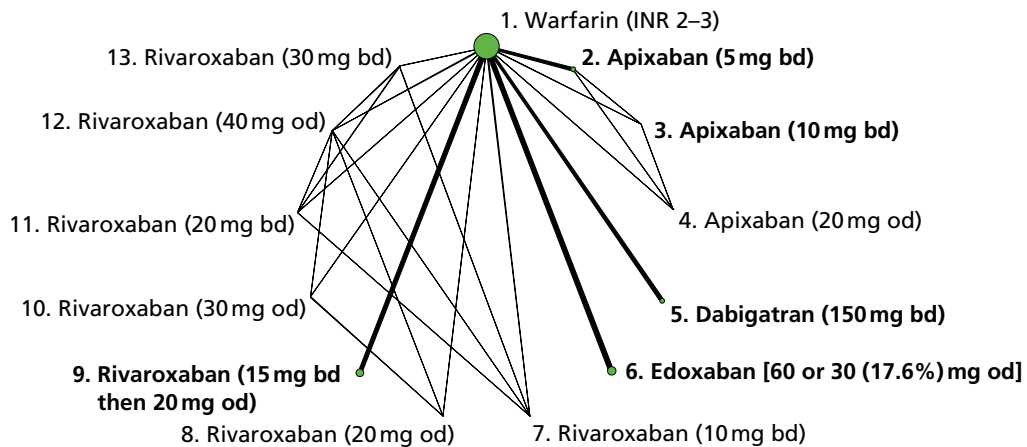 1. Warfarin (INR 2–3)
2. Apixaban (5 mg bd)
3. Apixaban (10 mg bd)
4. Apixaban (20 mg od)
5. Dabigatran (150 mg bd)
6. Edoxaban [60 or 30 (17.6%) mg od]
7. Rivaroxaban (10 mg bd)
8. Rivaroxaban (20 mg od)
9. Rivaroxaban (15 mg bd
then 20 mg od)
10. Rivaroxaban (30 mg od)
11. Rivaroxaban (20 mg bd)
12. Rivaroxaban (40 mg od)
13. Rivaroxaban (30 mg bd)